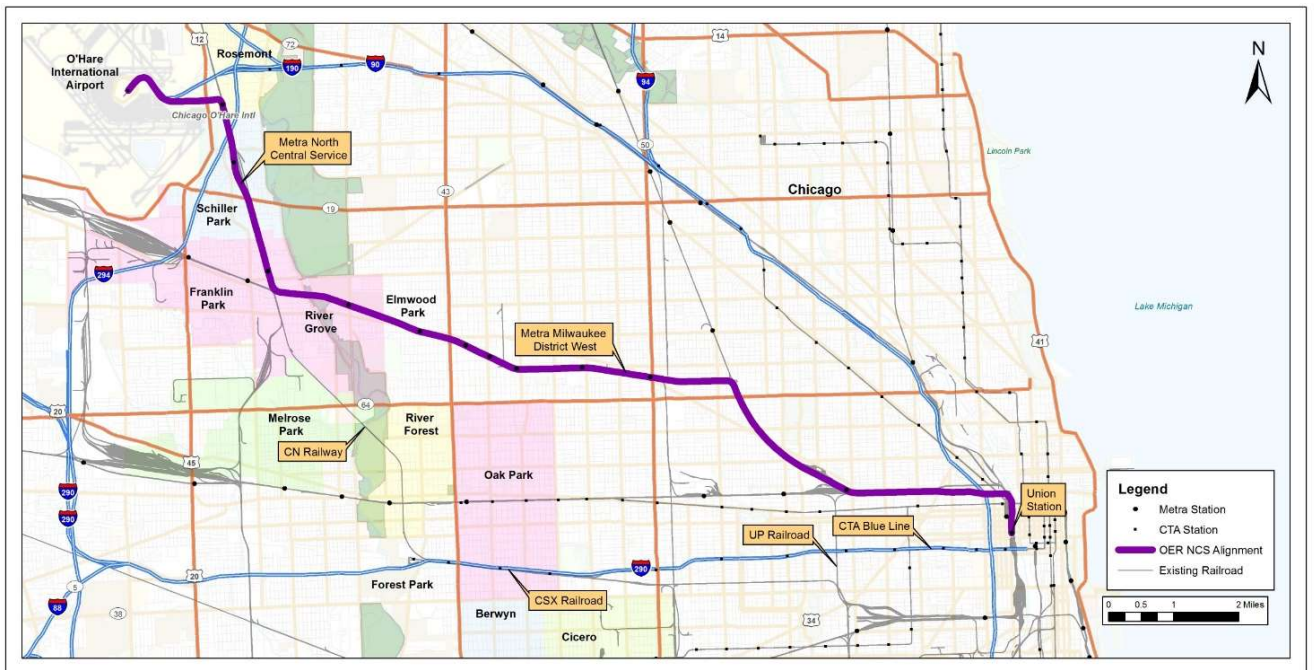 14
12
72
Rosemont
O'Hare
International
Airport
190
90
94
N
Chicago O'Hare Intl
Metra North
Central Service
50
Lincoln Park
43
Chicago
19
Schiller
Park
294
Franklin
Park
River
Grove
Elmwood
Park
Metra Milwaukee
District West
Lake Michigan
41
20
64
Melrose
Park
River
Forest
CN Railway
45
Oak Park
290
290
Union
Station
CTA Blue Line
UP Railroad
Legend
Metra Station
CTA Station
OER NCS Alignment
Existing Railroad
20
5
290
Forest Park
CSX Railroad
88
38
Berwyn
Cicero
34
0 0.5 1 2 Miles